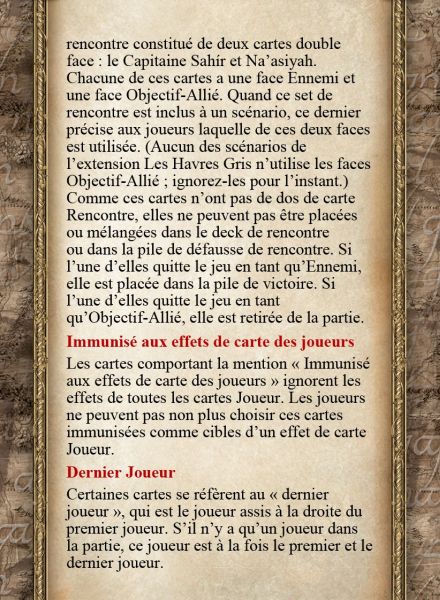 rencontre constitué de deux cartes double
face : le Capitaine Sahír et Na’asiyah.
Chacune de ces cartes a une face Ennemi et
une face Objectif-Allié. Quand ce set de
rencontre est inclus à un scénario, ce dernier
précise aux joueurs laquelle de ces deux faces
est utilisée. (Aucun des scénarios de
l’extension Les Havres Gris n’utilise les faces
Objectif-Allié ; ignorez-les pour l’instant.)
Comme ces cartes n’ont pas de dos de carte
Rencontre, elles ne peuvent pas être placées
ou mélangées dans le deck de rencontre
ou dans la pile de défausse de rencontre. Si
l’une d’elles quitte le jeu en tant qu’Ennemi,
elle est placée dans la pile de victoire. Si
l’une d’elles quitte le jeu en tant
qu’Objectif-Allié, elle est retirée de la partie.
Immunisé aux effets de carte des joueurs
Les cartes comportant la mention « Immunisé
aux effets de carte des joueurs » ignorent les
effets de toutes les cartes Joueur. Les joueurs
ne peuvent pas non plus choisir ces cartes
immunisées comme cibles d’un effet de carte
Joueur.
Dernier Joueur
Certaines cartes se réfèrent au « dernier
joueur », qui est le joueur assis à la droite du
premier joueur. S’il n’y a qu’un joueur dans
la partie, ce joueur est à la fois le premier et le
dernier joueur.